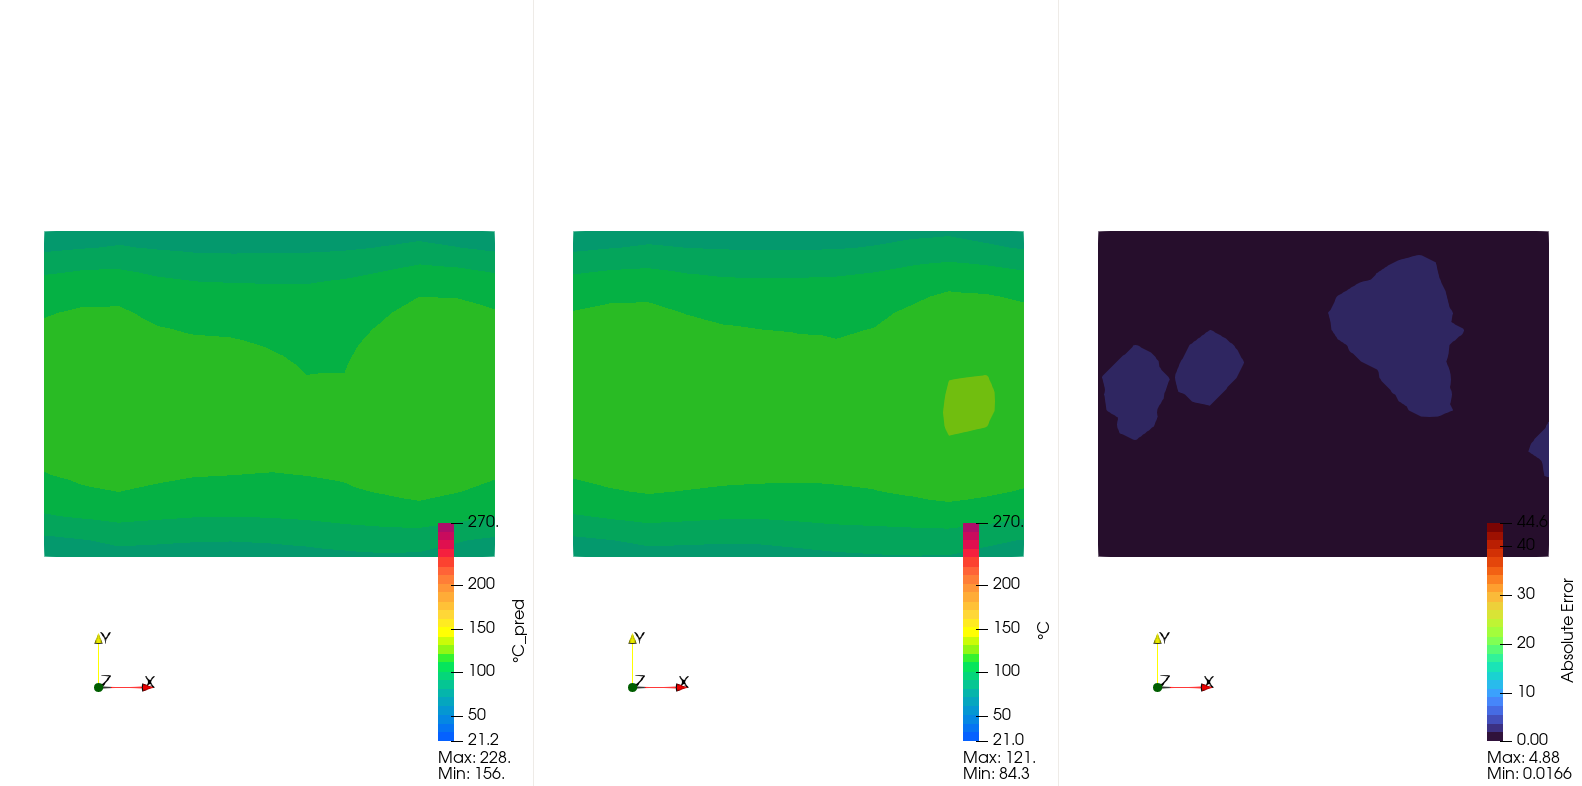 270.
200
150
100
50
21.2
°C_pred
Max: 228.
Min: 156.
Y
Z
X
270.
200
150
100
50
21.0
°C
Max: 121.
Min: 84.3
Y
Z
X
44.6
40
30
20
10
0.00
Absolute Error
Max: 4.88
Min: 0.0166
Y
Z
X